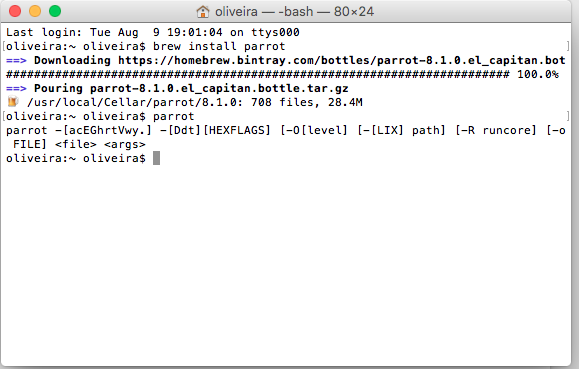 oliveira — -bash — 80×24
Last login: Tue Aug  9 19:01:04 on ttys000
[oliveira:~ oliveira$ brew install parrot ]
==> Downloading https://homebrew.bintray.com/bottles/parrot-8.1.0.el_capitan.bot
######################################################################## 100.0%
==> Pouring parrot-8.1.0.el_capitan.bottle.tar.gz
🍺  /usr/local/Cellar/parrot/8.1.0: 708 files, 28.4M
[oliveira:~ oliveira$ parrot ]
parrot -[acEGhrtVwy.] -[Ddt][HEXFLAGS] [-O[level] [-[LIX] path] [-R runcore] [-o
 FILE] <file> <args>
oliveira:~ oliveira$